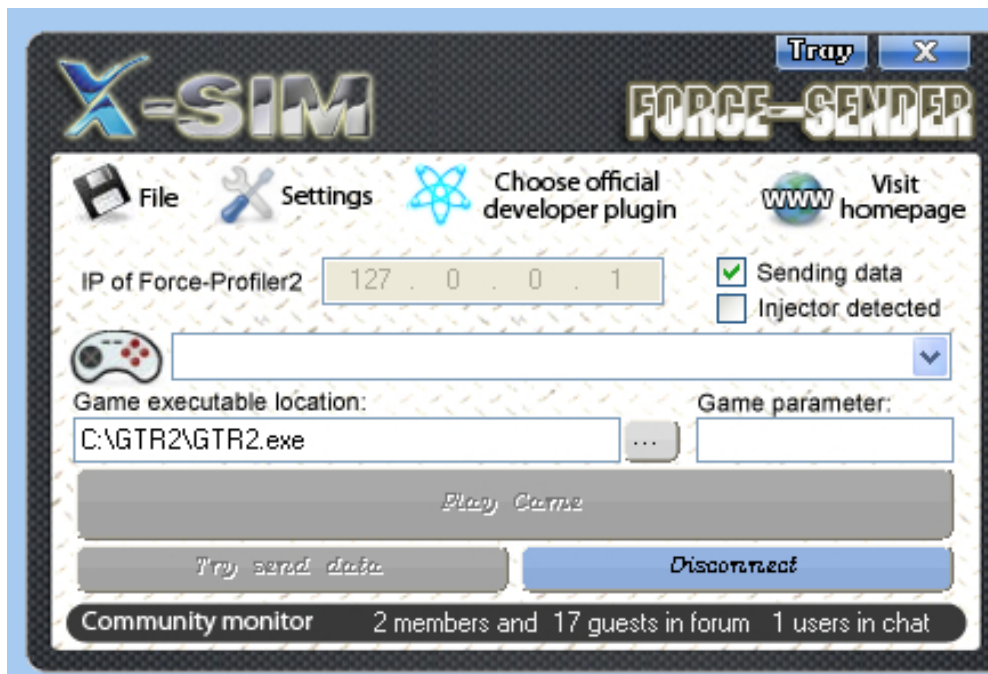 Tray X
X-SIM
FORCE-SENDER
File
Settings
Choose official
developer plugin
www
Visit
homepage
IP of Force-Profiler2 127 . 0 . 0 . 1
Sending data
Injector detected
Game executable location:
Game parameter:
C:\GTR2\GTR2.exe
...
Play Game
Try send data
Disconnect
Community monitor 2 members and 17 guests in forum 1 users in chat